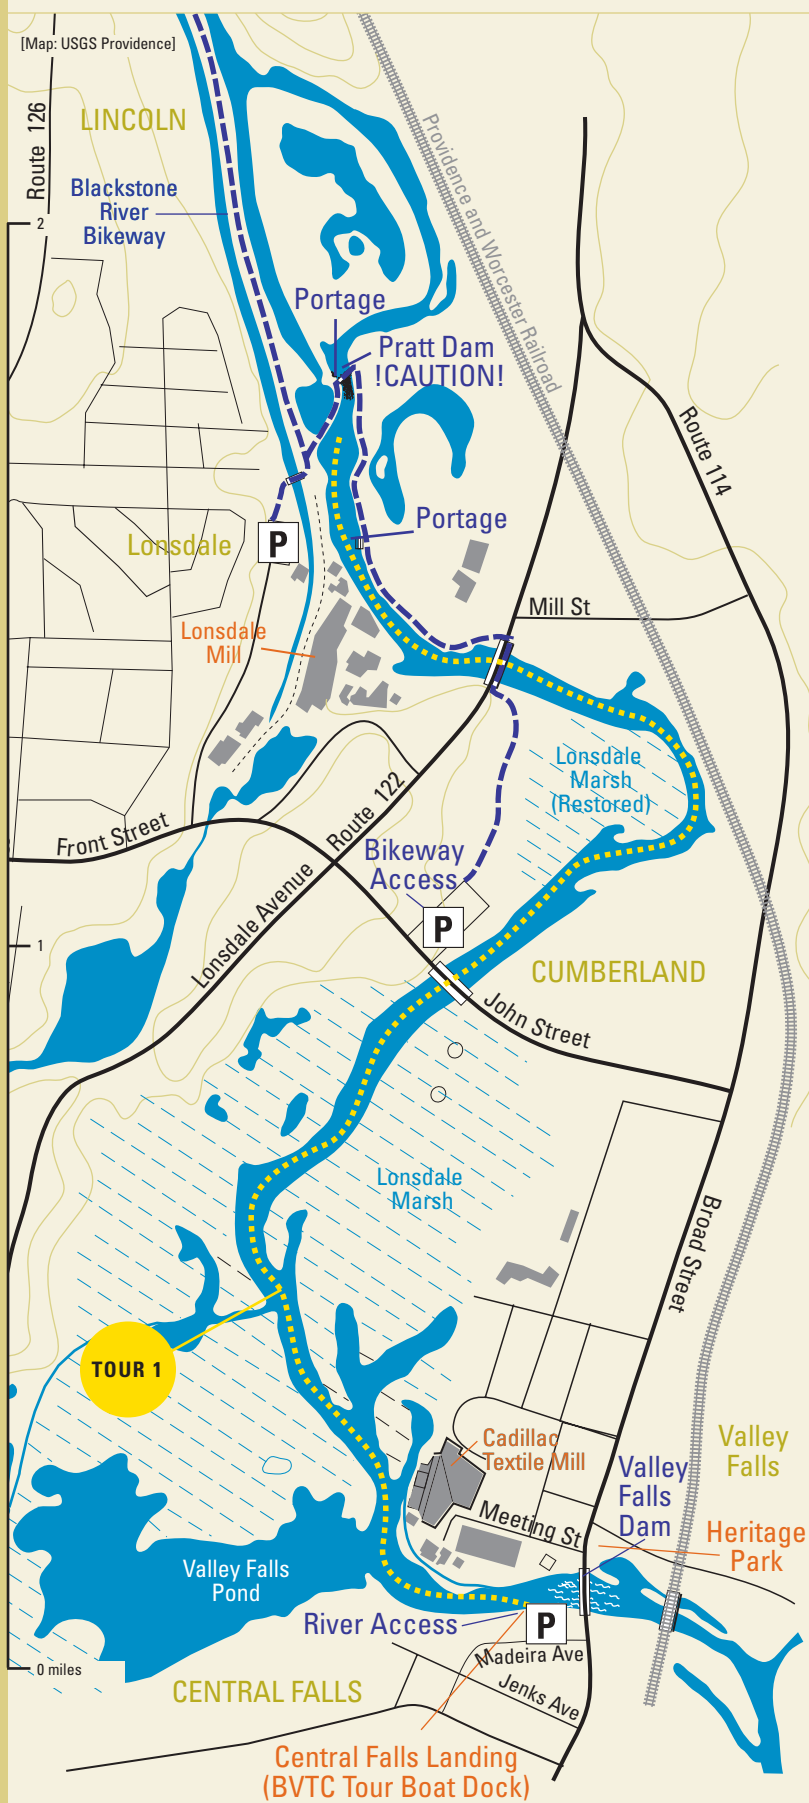 [Map: USGS Providence]
LINCOLN
Route 126
Blackstone
River
Bikeway
2
Providence and Worcester Railroad
Portage
Pratt Dam
!CAUTION!
Route 114
Portage
Lonsdale
P
Mill St
Lonsdale
Mill
Lonsdale
Marsh
(Restored)
Route 122
Front Street
Bikeway
Access
Lonsdale Avenue
P
1
CUMBERLAND
John Street
Lonsdale
Marsh
Broad Street
TOUR 1
Cadillac
Textile Mill
Valley
Falls
Valley
Falls
Dam
Meeting St
Heritage
Park
Valley Falls
Pond
River Access
P
Madeira Ave
0 miles
Jenks Ave
CENTRAL FALLS
Central Falls Landing
(BVTC Tour Boat Dock)